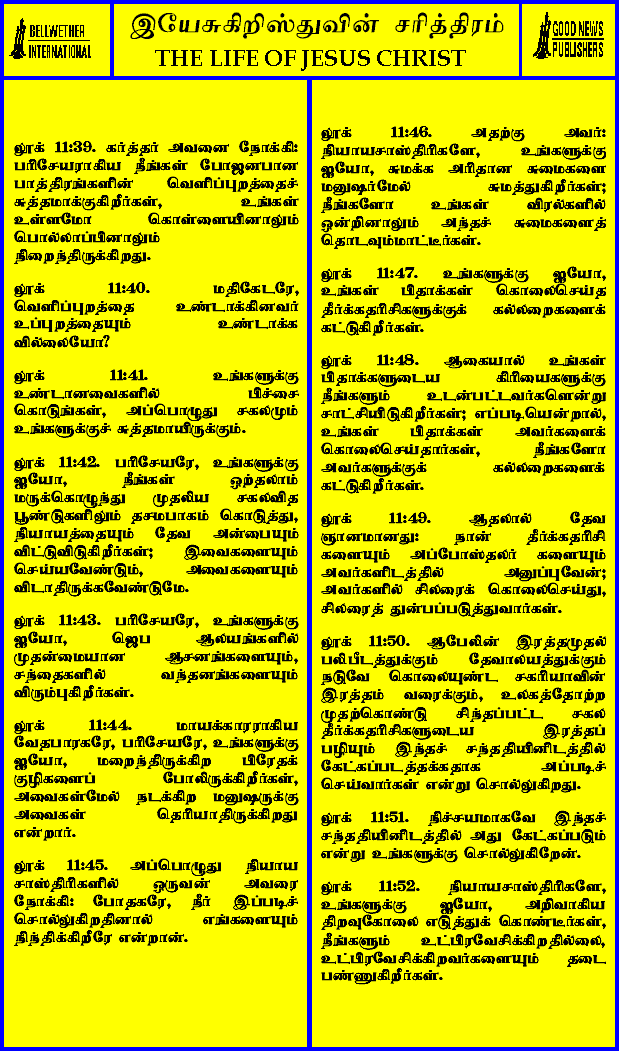 BELLWETHER
INTERNATIONAL
இயேசுகிறிஸ்துவின் சரித்திரம்
THE LIFE OF JESUS CHRIST
GOOD NEWS
PUBLISHERS
லூக் 11:39. கர்த்தர் அவனை நோக்கி:
பரிசேயராகிய நீங்கள் போஜனபான
பாத்திரங்களின் வெளிப்புறத்தைச்
சுத்தமாக்குகிறீர்கள், உங்கள்
உள்ளமோ கொள்ளையினாலும்
பொல்லாப்பினாலும்
நிறைந்திருக்கிறது.
லூக் 11:40. மதிகேடரே,
வெளிப்புறத்தை உண்டாக்கினவர்
உட்புறத்தையும் உண்டாக்க
வில்லையோ?
லூக் 11:41. உங்களுக்கு
உண்டானவைகளில் பிச்சை
கொடுங்கள், அப்பொழுது சகலமும்
உங்களுக்குச் சுத்தமாயிருக்கும்.
லூக் 11:42. பரிசேயரே, உங்களுக்கு
ஐயோ, நீங்கள் ஒற்தலாம்
மருக்கொழுந்து முதலிய சகலவித
பூண்டுகளிலும் தசமபாகம் கொடுத்து,
நியாயத்தையும் தேவ அன்பையும்
விட்டுவிடுகிறீர்கள்; இவைகளையும்
செய்யவேண்டும், அவைகளையும்
விடாதிருக்கவேண்டுமே.
லூக் 11:43. பரிசேயரே, உங்களுக்கு
ஐயோ, ஜெப ஆலயங்களில்
முதன்மையான ஆசனங்களையும்,
சந்தைகளில் வந்தனங்களையும்
விரும்புகிறீர்கள்.
லூக் 11:44. மாயக்காரராகிய
வேதபாரகரே, பரிசேயரே, உங்களுக்கு
ஐயோ, மறைந்திருக்கிற பிரேதக்
குழிகளைப் போலிருக்கிறீர்கள்,
அவைகள்மேல் நடக்கிற மனுஷருக்கு
அவைகள் தெரியாதிருக்கிறது
என்றார்.
லூக் 11:45. அப்பொழுது நியாய
சாஸ்திரிகளில் ஒருவன் அவரை
நோக்கி: போதகரே, நீர் இப்படிச்
சொல்லுகிறதினால் எங்களையும்
நிந்திக்கிறீரே என்றான்.
லூக் 11:46. அதற்கு அவர்:
நியாயசாஸ்திரிகளே, உங்களுக்கு
ஐயோ, சுமக்க அரிதான சுமைகளை
மனுஷர்மேல் சுமத்துகிறீர்கள்;
நீங்களோ உங்கள் விரல்களில்
ஒன்றினாலும் அந்தச் சுமைகளைத்
தொடவும்மாட்டீர்கள்.
லூக் 11:47. உங்களுக்கு ஐயோ,
உங்கள் பிதாக்கள் கொலைசெய்த
தீர்க்கதரிசிகளுக்குக் கல்லறைகளைக்
கட்டுகிறீர்கள்.
லூக் 11:48. ஆகையால் உங்கள்
பிதாக்களுடைய கிரியைகளுக்கு
நீங்களும் உடன்பட்டவர்களென்று
சாட்சியிடுகிறீர்கள்; எப்படியென்றால்,
உங்கள் பிதாக்கள் அவர்களைக்
கொலைசெய்தார்கள், நீங்களோ
அவர்களுக்குக் கல்லறைகளைக்
கட்டுகிறீர்கள்.
லூக் 11:49. ஆதலால் தேவ
ஞானமானது: நான் தீர்க்கதரிசி
களையும் அப்போஸ்தலர் களையும்
அவர்களிடத்தில் அனுப்புவேன்;
அவர்களில் சிலரைக் கொலைசெய்து,
சிலரைத் துன்பப்படுத்துவார்கள்.
லூக் 11:50. ஆபேலின் இரத்தமுதல்
பலிபீடத்துக்கும் தேவாலயத்துக்கும்
நடுவே கொலையுண்ட சகரியாவின்
இரத்தம் வரைக்கும், உலகத்தோற்ற
முதற்கொண்டு சிந்தப்பட்ட சகல
தீர்க்கதரிசிகளுடைய இரத்தப்
பழியும் இந்தச் சந்ததியினிடத்தில்
கேட்கப்படத்தக்கதாக அப்படிச்
செய்வார்கள் என்று சொல்லுகிறது.
லூக் 11:51. நிச்சயமாகவே இந்தச்
சந்ததியினிடத்தில் அது கேட்கப்படும்
என்று உங்களுக்கு சொல்லுகிறேன்.
லூக் 11:52. நியாயசாஸ்திரிகளே,
உங்களுக்கு ஐயோ, அறிவாகிய
திறவுகோலை எடுத்துக் கொண்டீர்கள்,
நீங்களும் உட்பிரவேசிக்கிறதில்லை,
உட்பிரவேசிக்கிறவர்களையும் தடை
பண்ணுகிறீர்கள்.